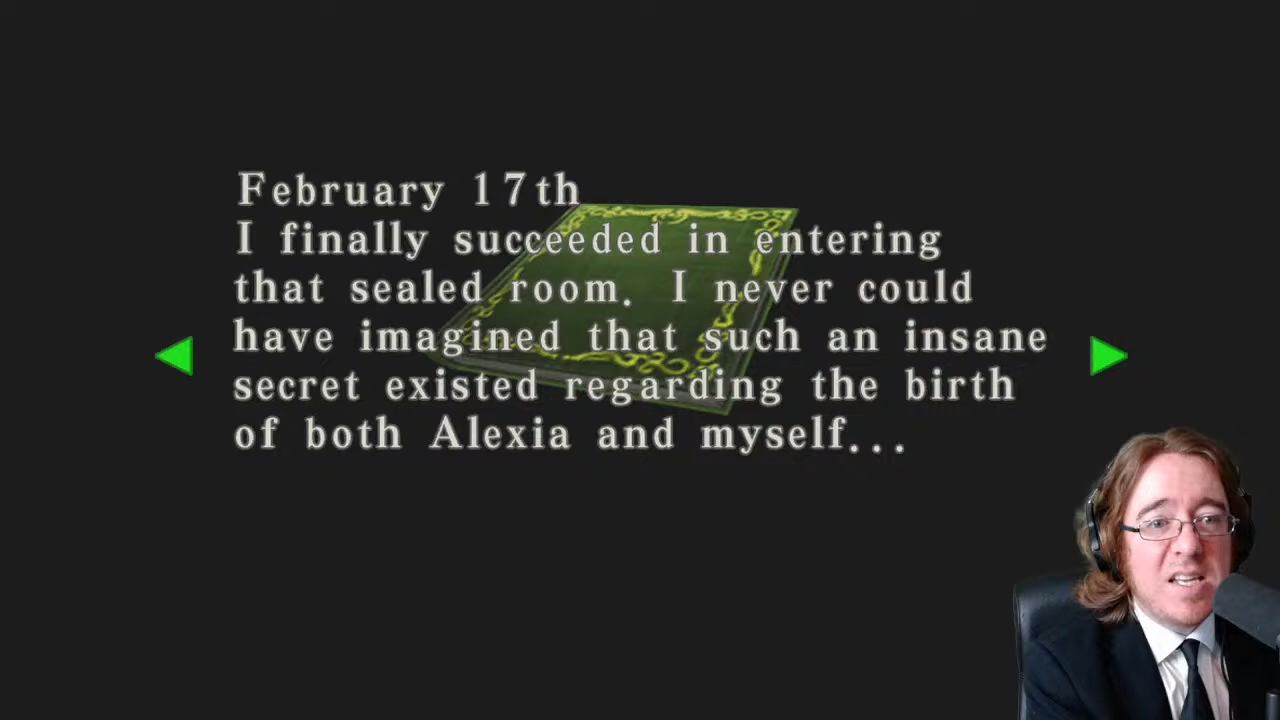 February 17th
I finally succeeded in entering
that sealed room. I never could
have imagined that such an insane
secret existed regarding the birth
of both Alexia and myself...